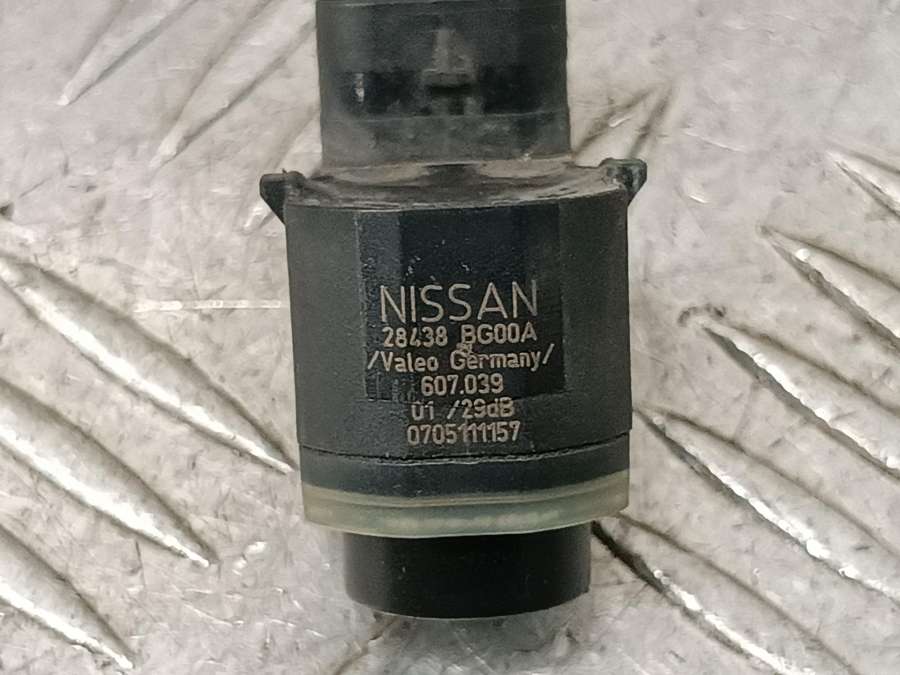 NISSAN
28438 BG00A
/Valeo Germany/
607.039
01 /29dB
0705111157